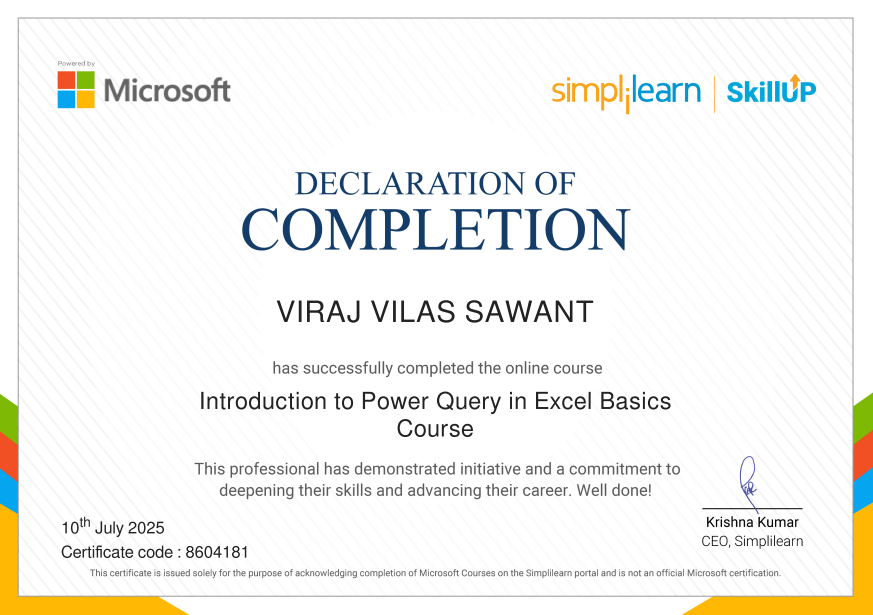 Powered by
Microsoft
simplilearn | SkillUP
DECLARATION OF
COMPLETION
VIRAJ VILAS SAWANT
has successfully completed the online course
Introduction to Power Query in Excel Basics
Course
This professional has demonstrated initiative and a commitment to
deepening their skills and advancing their career. Well done!
10th July 2025
Certificate code : 8604181
Krishna Kumar
CEO, Simplilearn
This certificate is issued solely for the purpose of acknowledging completion of Microsoft Courses on the Simplilearn portal and is not an official Microsoft certification.